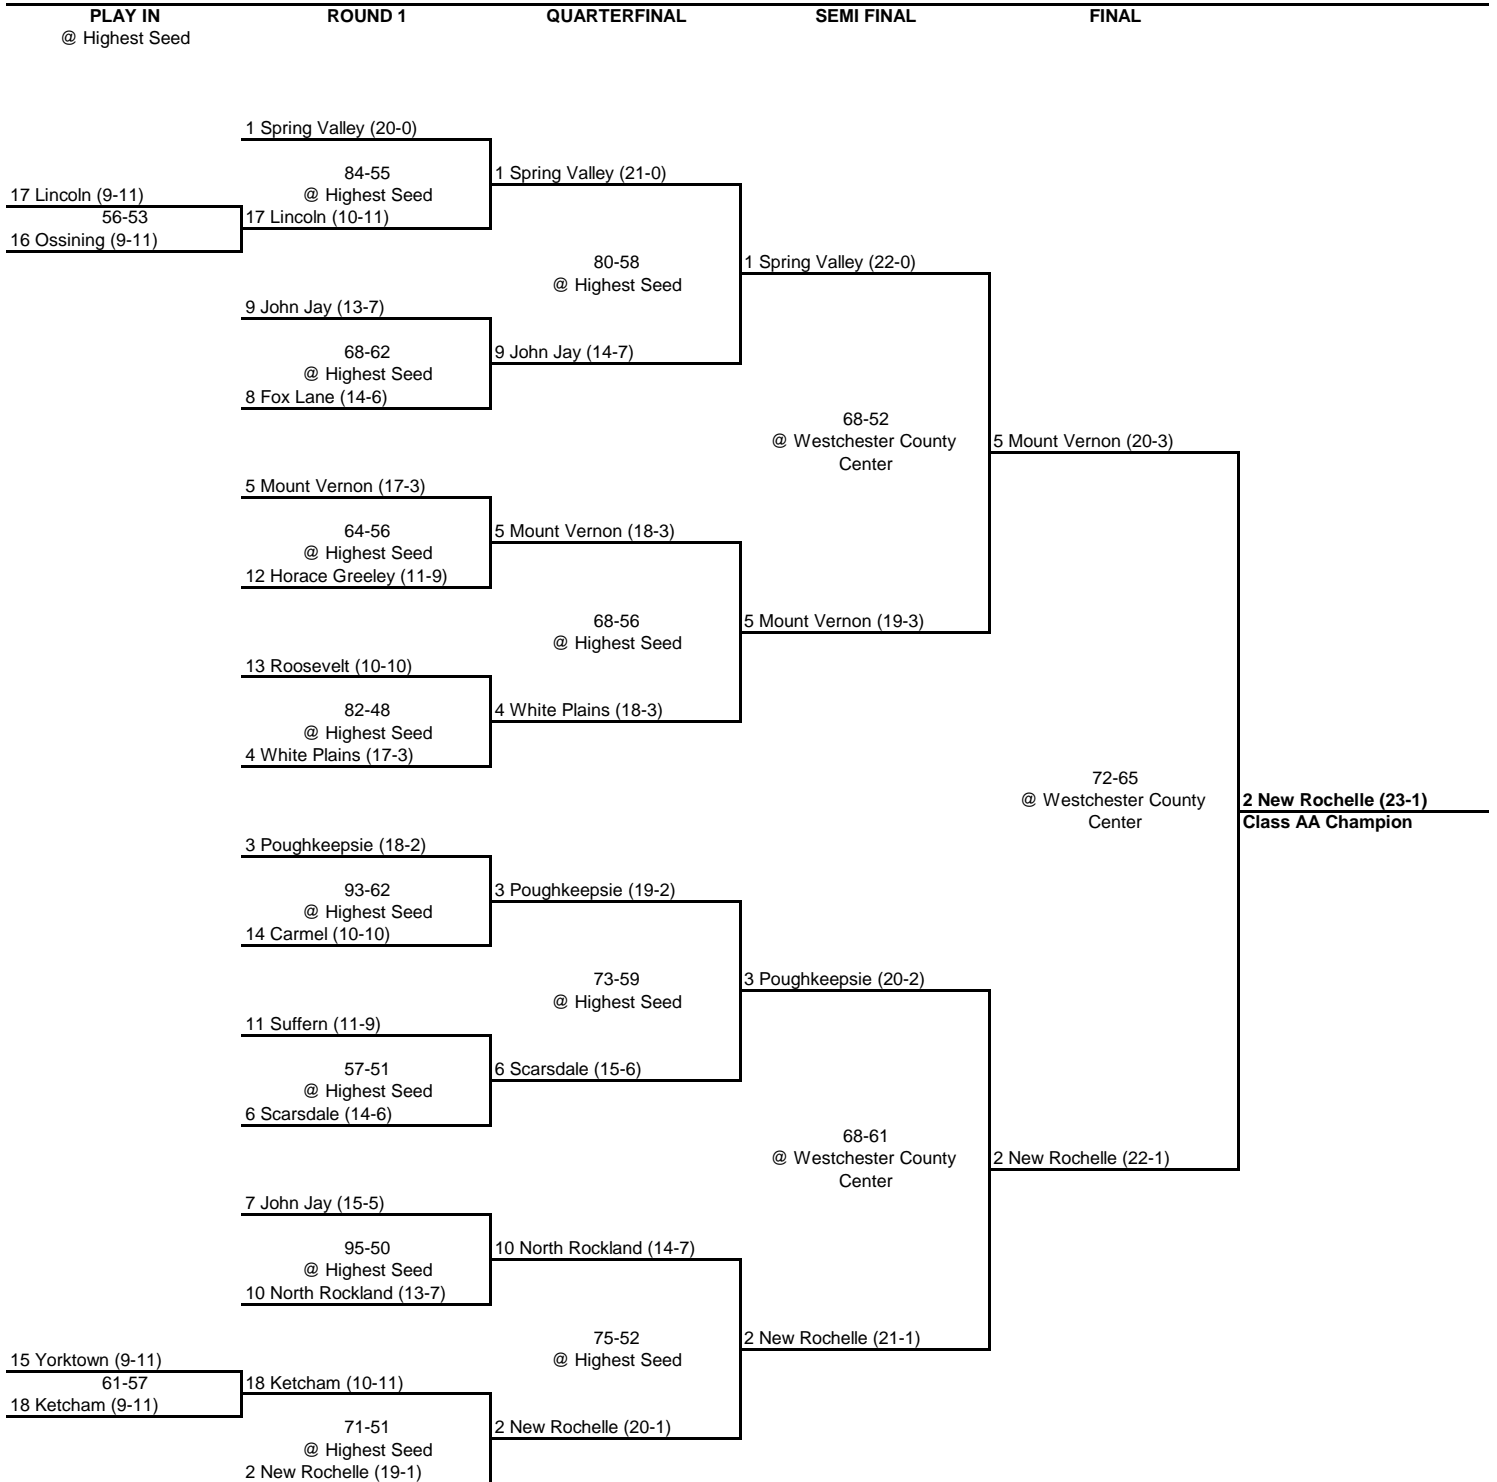 PLAY IN ROUND 1 QUARTERFINAL SEMI FINAL FINAL
@ Highest Seed
1 Spring Valley (20-0)
84-55
@ Highest Seed
1 Spring Valley (21-0)
17 Lincoln (9-11)
56-53
16 Ossining (9-11)
17 Lincoln (10-11)
80-58
@ Highest Seed
1 Spring Valley (22-0)
9 John Jay (13-7)
68-62
@ Highest Seed
8 Fox Lane (14-6)
9 John Jay (14-7)
68-52
@ Westchester County
Center
5 Mount Vernon (20-3)
5 Mount Vernon (17-3)
64-56
@ Highest Seed
12 Horace Greeley (11-9)
5 Mount Vernon (18-3)
68-56
@ Highest Seed
5 Mount Vernon (19-3)
13 Roosevelt (10-10)
82-48
@ Highest Seed
4 White Plains (17-3)
4 White Plains (18-3)
72-65
@ Westchester County
Center
2 New Rochelle (23-1)
Class AA Champion
3 Poughkeepsie (18-2)
93-62
@ Highest Seed
14 Carmel (10-10)
3 Poughkeepsie (19-2)
73-59
@ Highest Seed
3 Poughkeepsie (20-2)
11 Suffern (11-9)
57-51
@ Highest Seed
6 Scarsdale (14-6)
6 Scarsdale (15-6)
68-61
@ Westchester County
Center
2 New Rochelle (22-1)
7 John Jay (15-5)
95-50
@ Highest Seed
10 North Rockland (13-7)
10 North Rockland (14-7)
75-52
@ Highest Seed
2 New Rochelle (21-1)
15 Yorktown (9-11)
61-57
18 Ketcham (9-11)
18 Ketcham (10-11)
71-51
@ Highest Seed
2 New Rochelle (19-1)
2 New Rochelle (20-1)